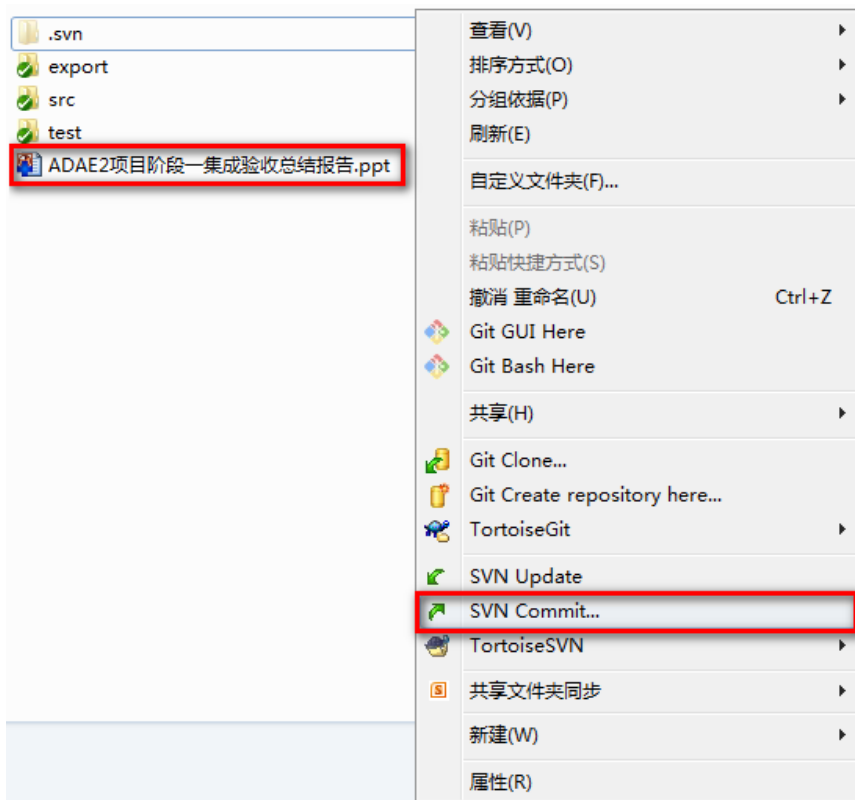 .svn
export
src
test
ADAE2项目阶段一集成验收总结报告.ppt
查看(V)
排序方式(O)
分组依据(P)
刷新(E)
自定义文件夹(F)...
粘贴(P)
粘贴快捷方式(S)
撤消 重命名(U) Ctrl+Z
Git GUI Here
Git Bash Here
共享(H)
Git Clone...
Git Create repository here...
TortoiseGit
SVN Update
SVN Commit...
TortoiseSVN
共享文件夹同步
新建(W)
属性(R)